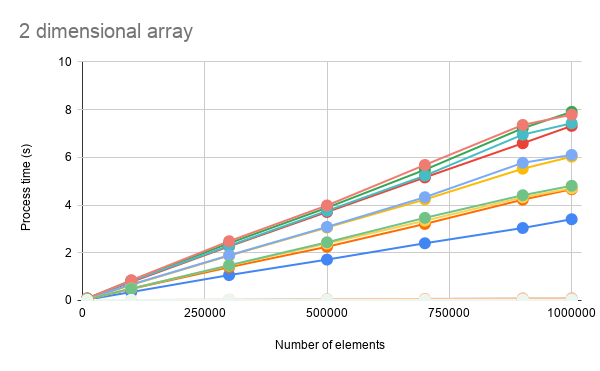 2 dimensional array
10
8
6
4
2
0
Process time (s)
0 250000 500000 750000 1000000
Number of elements